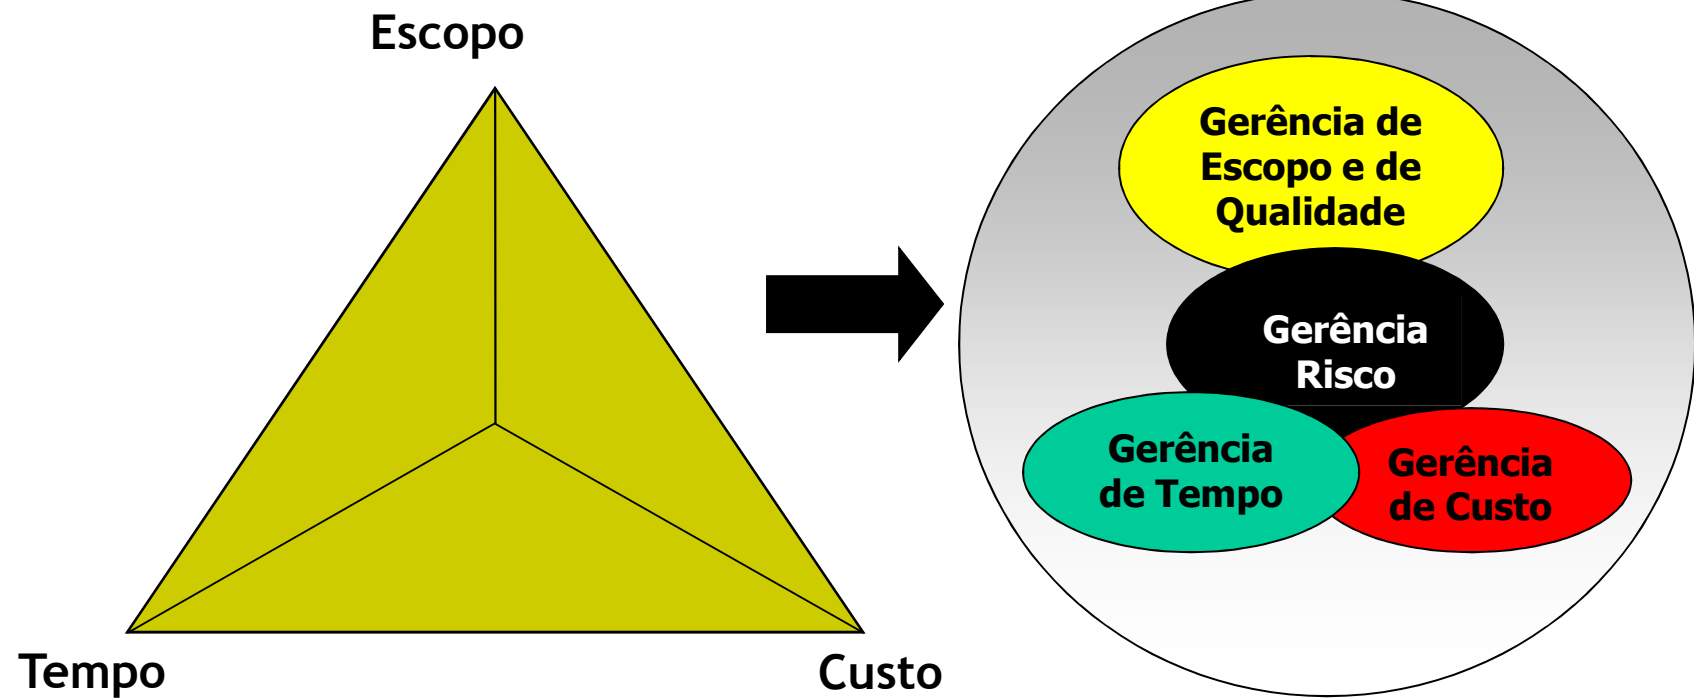 Escopo
Tempo
Custo
Gerência de
Escopo e de
Qualidade
Gerência
Risco
Gerência
de Tempo
Gerência
de Custo